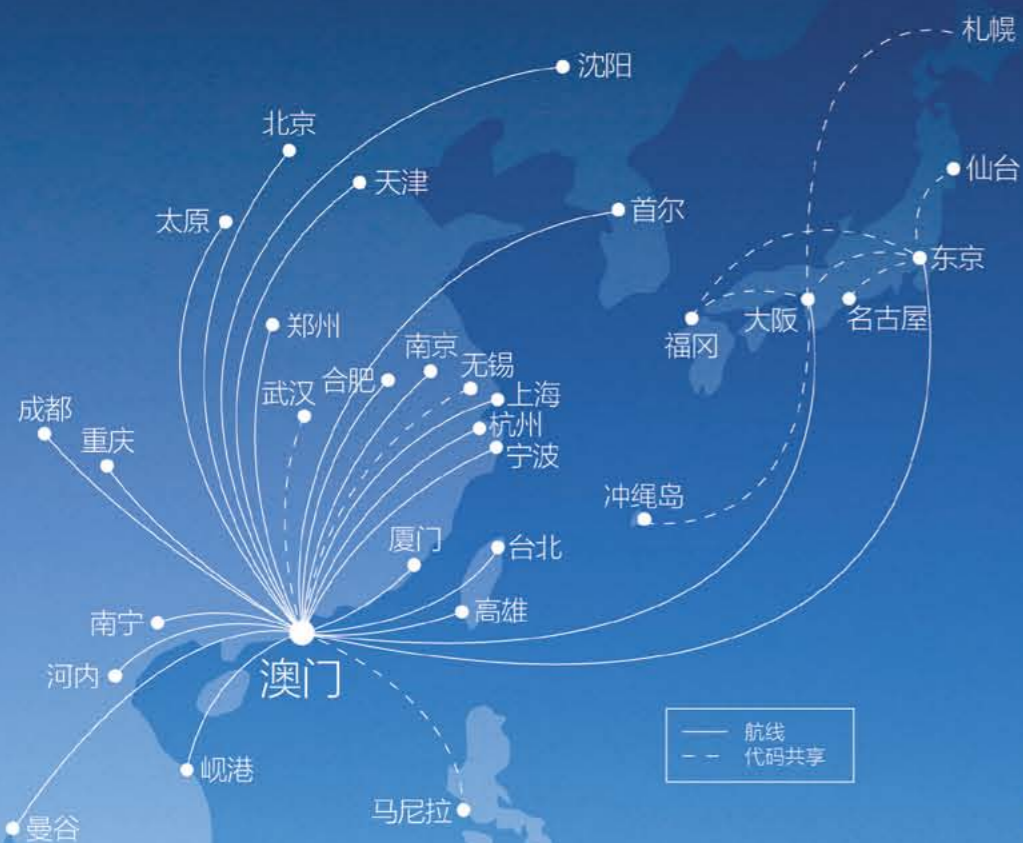 札幌
沈阳
北京
天津
仙台
太原
首尔
东京
郑州
大阪
名古屋
福冈
南京
无锡
武汉
合肥
上海
成都
杭州
重庆
宁波
冲绳岛
厦门
台北
南宁
高雄
河内
澳门
航线
代码共享
岘港
马尼拉
曼谷